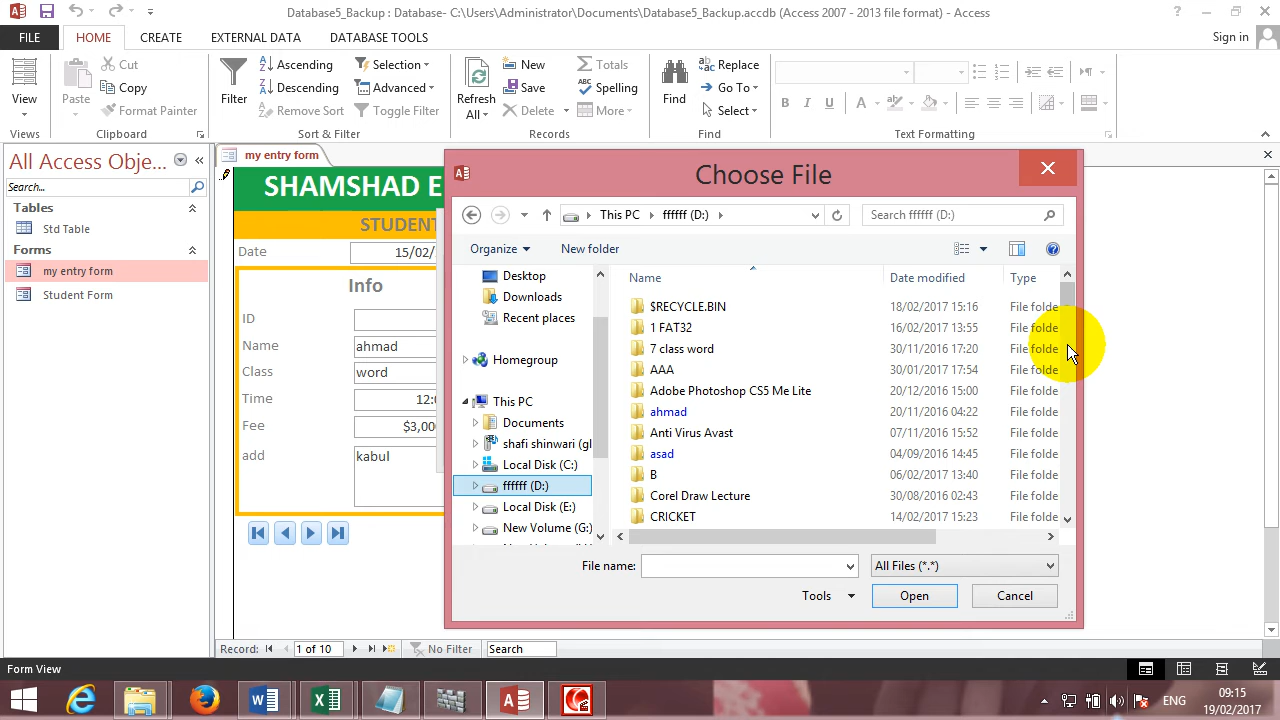 Database5_Backup : Database- C:\Users\Administrator\Documents\Database5_Backup.accdb (Access 2007 - 2013 file format) - Access
FILE
HOME
CREATE
EXTERNAL DATA
DATABASE TOOLS
Sign in
View
Views
Paste
Cut
Copy
Format Painter
Clipboard
Filter
Ascending
Descending
Remove Sort
Selection
Advanced
Toggle Filter
Sort & Filter
Refresh All
New
Save
Delete
Totals
Spelling
More
Records
Find
Replace
Go To
Select
Find
B I U
A
Text Formatting
All Access Obje...
Search...
Tables
Std Table
Forms
my entry form
Student Form
my entry form
SHAMSHAD E
STUDENT
Date 15/02/
Info
ID
Name ahmad
Class word
Time 12:0
Fee $3,000
add kabul
Choose File
This PC ffffff (D:)
Search ffffff (D:)
Organize
New folder
Desktop
Downloads
Recent places
Homegroup
This PC
Documents
shafi shinwari (gl
Local Disk (C:)
ffffff (D:)
Local Disk (E:)
New Volume (G:)
Name Date modified Type
$RECYCLE.BIN 18/02/2017 15:16 File folde
1 FAT32 16/02/2017 13:55 File folde
7 class word 30/11/2016 17:20 File folde
AAA 30/01/2017 17:54 File folde
Adobe Photoshop CS5 Me Lite 20/12/2016 15:00 File folde
ahmad 20/11/2016 04:22 File folde
Anti Virus Avast 07/11/2016 15:52 File folde
asad 04/09/2016 14:45 File folde
B 06/02/2017 13:40 File folde
Corel Draw Lecture 30/08/2016 02:43 File folde
CRICKET 14/02/2017 15:23 File folde
File name:
All Files (*.*)
Tools
Open
Cancel
Record: 1 of 10
No Filter
Search
Form View
ENG
09:15
19/02/2017